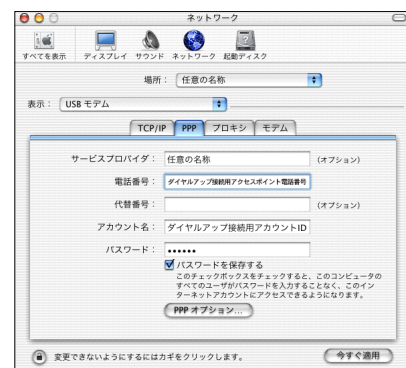 ネットワーク
すべてを表示 ディスプレイ サウンド ネットワーク 起動ディスク
場所： 任意の名称
表示： USB モデム
TCP/IP PPP プロキシ モデム
サービスプロバイダ： 任意の名称 (オプション)
電話番号： ダイヤルアップ接続用アクセスポイント電話番号
代替番号： (オプション)
アカウント名： ダイヤルアップ接続用アカウントID
パスワード： ••••••
パスワードを保存する
このチェックボックスをチェックすると、このコンピュータの
すべてのユーザがパスワードを入力することなく、このイン
ターネットアカウントにアクセスできるようになります。
PPP オプション...
変更できないようにするにはカギをクリックします。 今すぐ適用